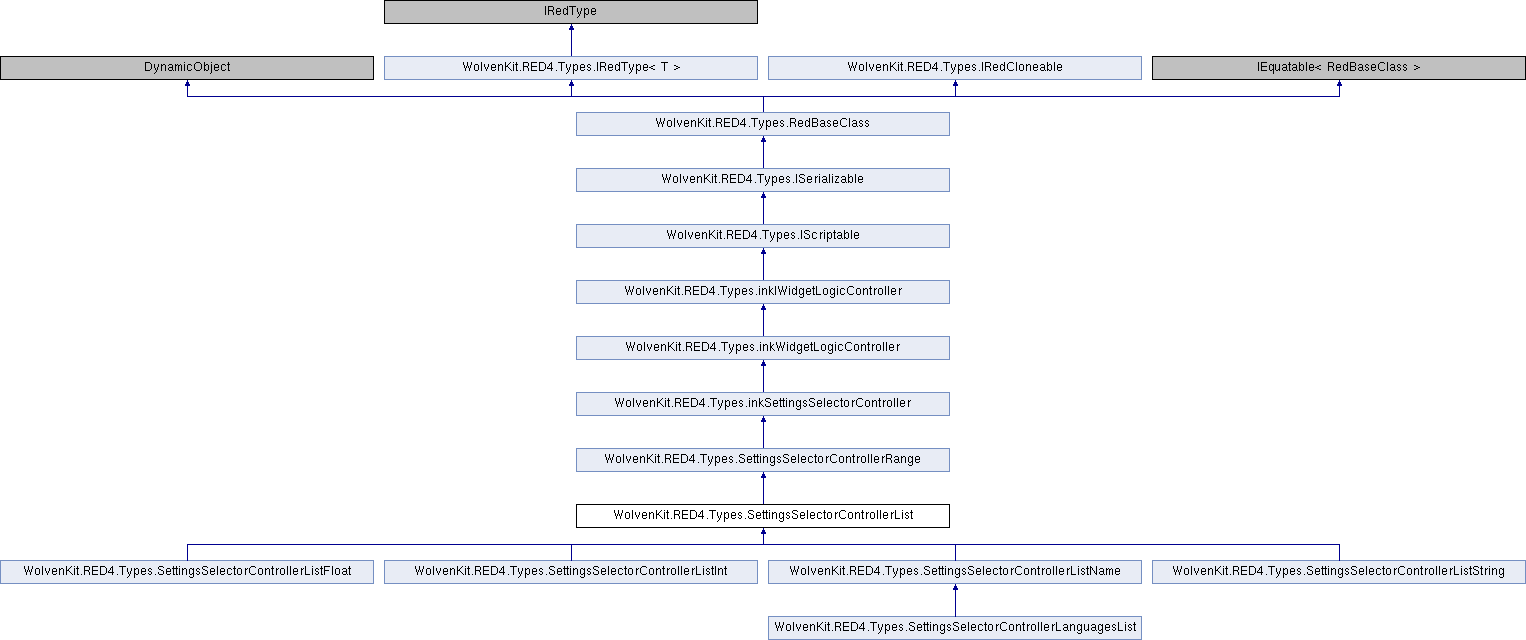 IRedType
DynamicObject
WolvenKit.RED4.Types.IRedType< T >
WolvenKit.RED4.Types.IRedCloneable
IEquatable< RedBaseClass >
WolvenKit.RED4.Types.RedBaseClass
WolvenKit.RED4.Types.ISerializable
WolvenKit.RED4.Types.IScriptable
WolvenKit.RED4.Types.inkIWidgetLogicController
WolvenKit.RED4.Types.inkWidgetLogicController
WolvenKit.RED4.Types.inkSettingsSelectorController
WolvenKit.RED4.Types.SettingsSelectorControllerRange
WolvenKit.RED4.Types.SettingsSelectorControllerList
WolvenKit.RED4.Types.SettingsSelectorControllerListFloat
WolvenKit.RED4.Types.SettingsSelectorControllerListInt
WolvenKit.RED4.Types.SettingsSelectorControllerListName
WolvenKit.RED4.Types.SettingsSelectorControllerListString
WolvenKit.RED4.Types.SettingsSelectorControllerLanguagesList